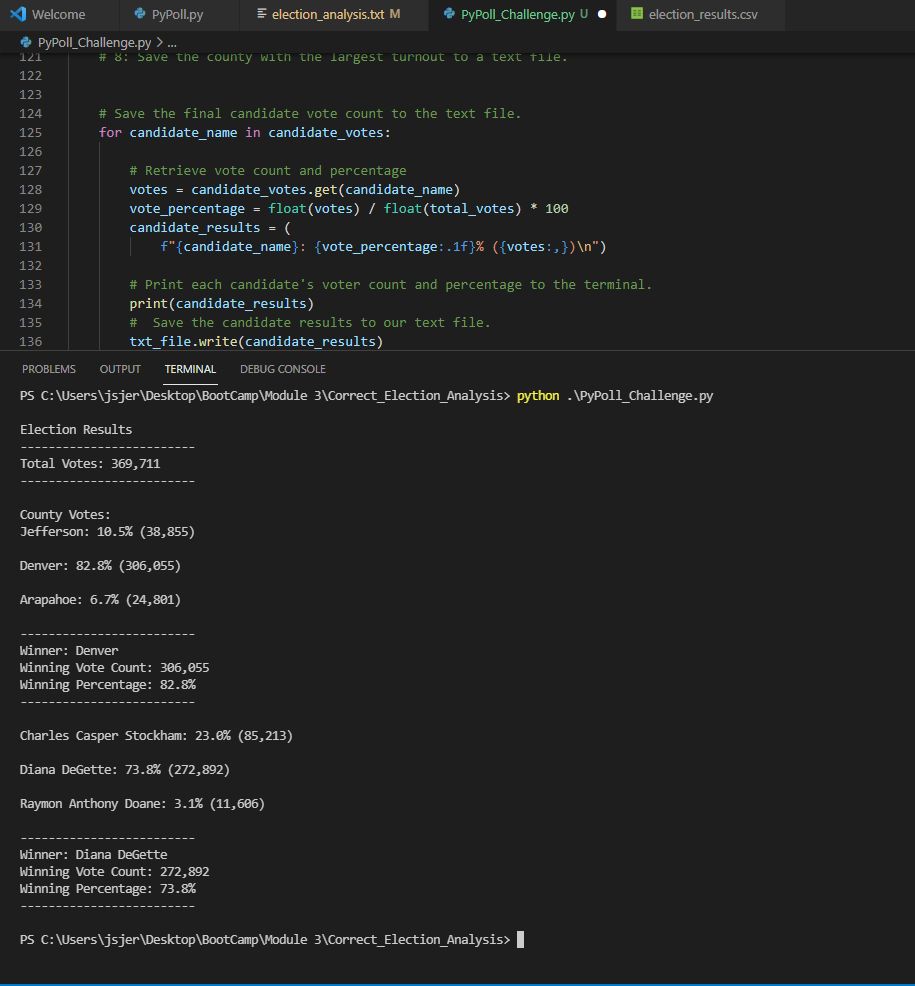 Welcome PyPoll.py election_analysis.txt M PyPoll_Challenge.py U election_results.csv
PyPoll_Challenge.py > ...
121 # 8: Save the county with the largest turnout to a text file.
122
123
124 # Save the final candidate vote count to the text file.
125 for candidate_name in candidate_votes:
126
127 # Retrieve vote count and percentage
128 votes = candidate_votes.get(candidate_name)
129 vote_percentage = float(votes) / float(total_votes) * 100
130 candidate_results = (
131 f"{candidate_name}: {vote_percentage:.1f}% ({votes:,})\n")
132
133 # Print each candidate's voter count and percentage to the terminal.
134 print(candidate_results)
135 #  Save the candidate results to our text file.
136 txt_file.write(candidate_results)
PROBLEMS OUTPUT TERMINAL DEBUG CONSOLE
PS C:\Users\jsjer\Desktop\BootCamp\Module 3\Correct_Election_Analysis> python .\PyPoll_Challenge.py
Election Results
-------------------------
Total Votes: 369,711
-------------------------
County Votes:
Jefferson: 10.5% (38,855)
Denver: 82.8% (306,055)
Arapahoe: 6.7% (24,801)
-------------------------
Winner: Denver
Winning Vote Count: 306,055
Winning Percentage: 82.8%
-------------------------
Charles Casper Stockham: 23.0% (85,213)
Diana DeGette: 73.8% (272,892)
Raymon Anthony Doane: 3.1% (11,606)
-------------------------
Winner: Diana DeGette
Winning Vote Count: 272,892
Winning Percentage: 73.8%
-------------------------
PS C:\Users\jsjer\Desktop\BootCamp\Module 3\Correct_Election_Analysis>